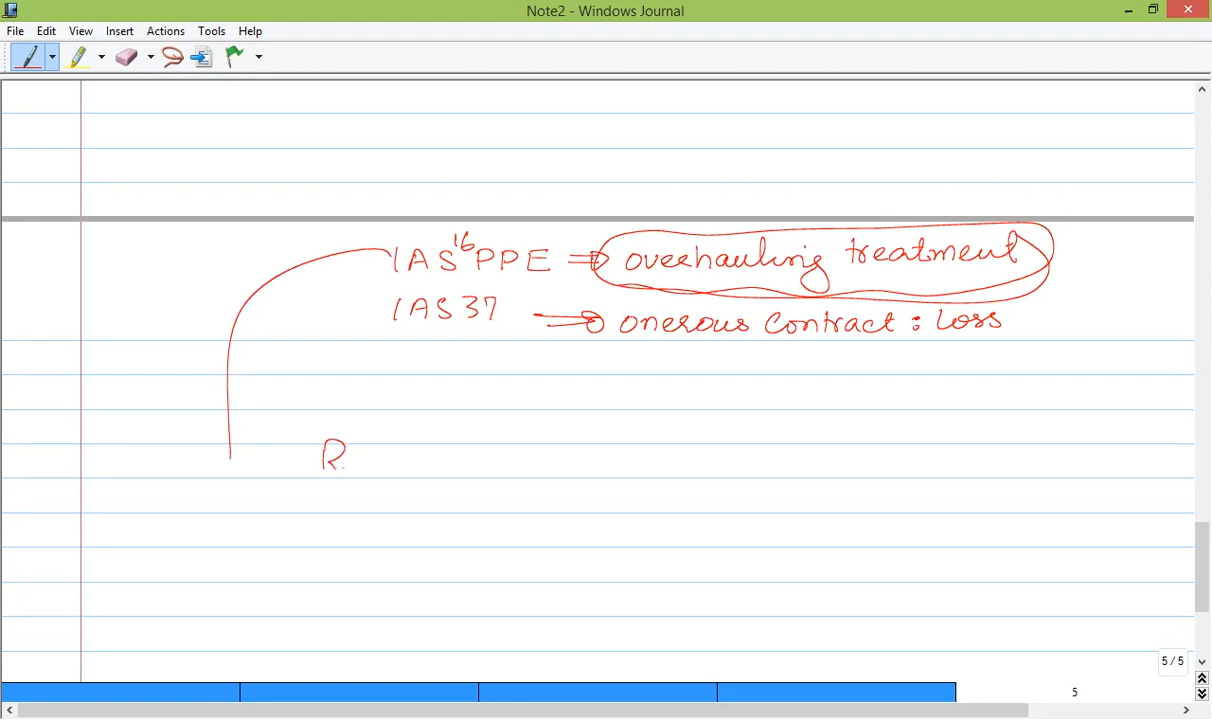 Note2 - Windows Journal
File Edit View Insert Actions Tools Help
IAS 16 PPE ⇒ overhauling treatment
IAS 37 → onerous contract : Loss
R
5 / 5
5